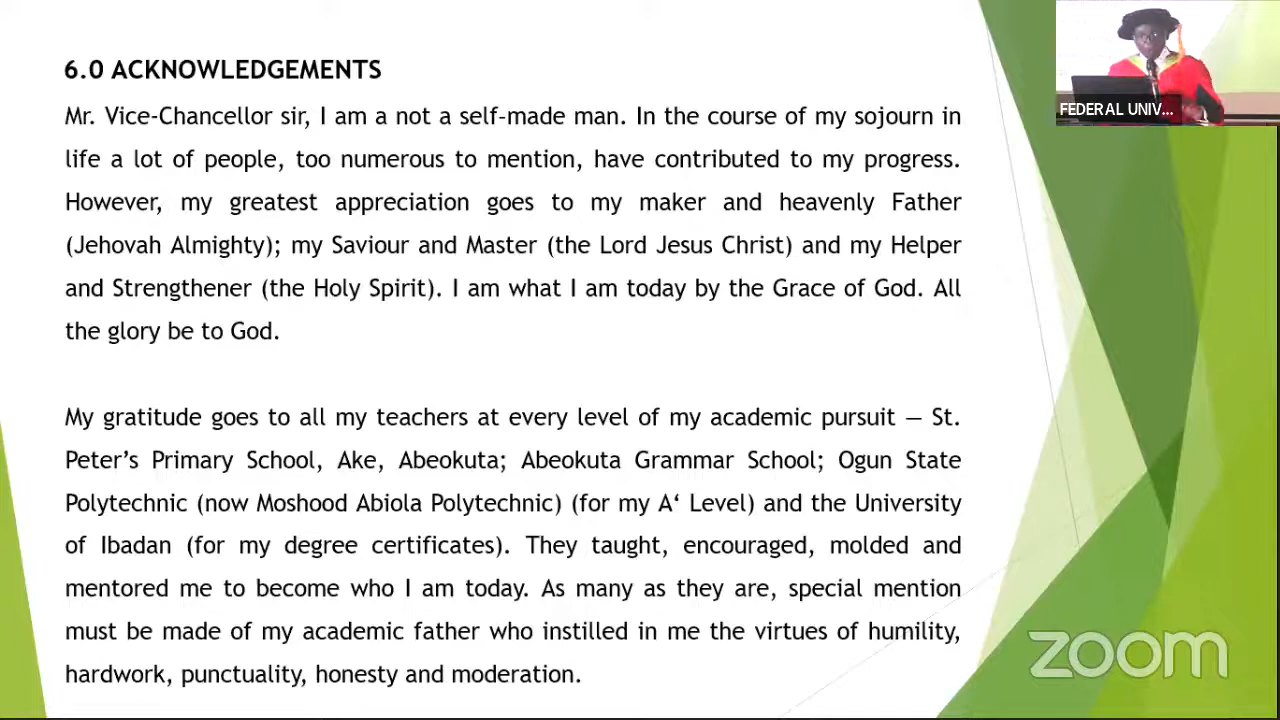 6.0 ACKNOWLEDGEMENTS
Mr. Vice-Chancellor sir, I am a not a self-made man. In the course of my sojourn in
life a lot of people, too numerous to mention, have contributed to my progress.
However, my greatest appreciation goes to my maker and heavenly Father
(Jehovah Almighty); my Saviour and Master (the Lord Jesus Christ) and my Helper
and Strengthener (the Holy Spirit). I am what I am today by the Grace of God. All
the glory be to God.
My gratitude goes to all my teachers at every level of my academic pursuit — St.
Peter’s Primary School, Ake, Abeokuta; Abeokuta Grammar School; Ogun State
Polytechnic (now Moshood Abiola Polytechnic) (for my A‘ Level) and the University
of Ibadan (for my degree certificates). They taught, encouraged, molded and
mentored me to become who I am today. As many as they are, special mention
must be made of my academic father who instilled in me the virtues of humility,
hardwork, punctuality, honesty and moderation.
FEDERAL UNIV...
zoom